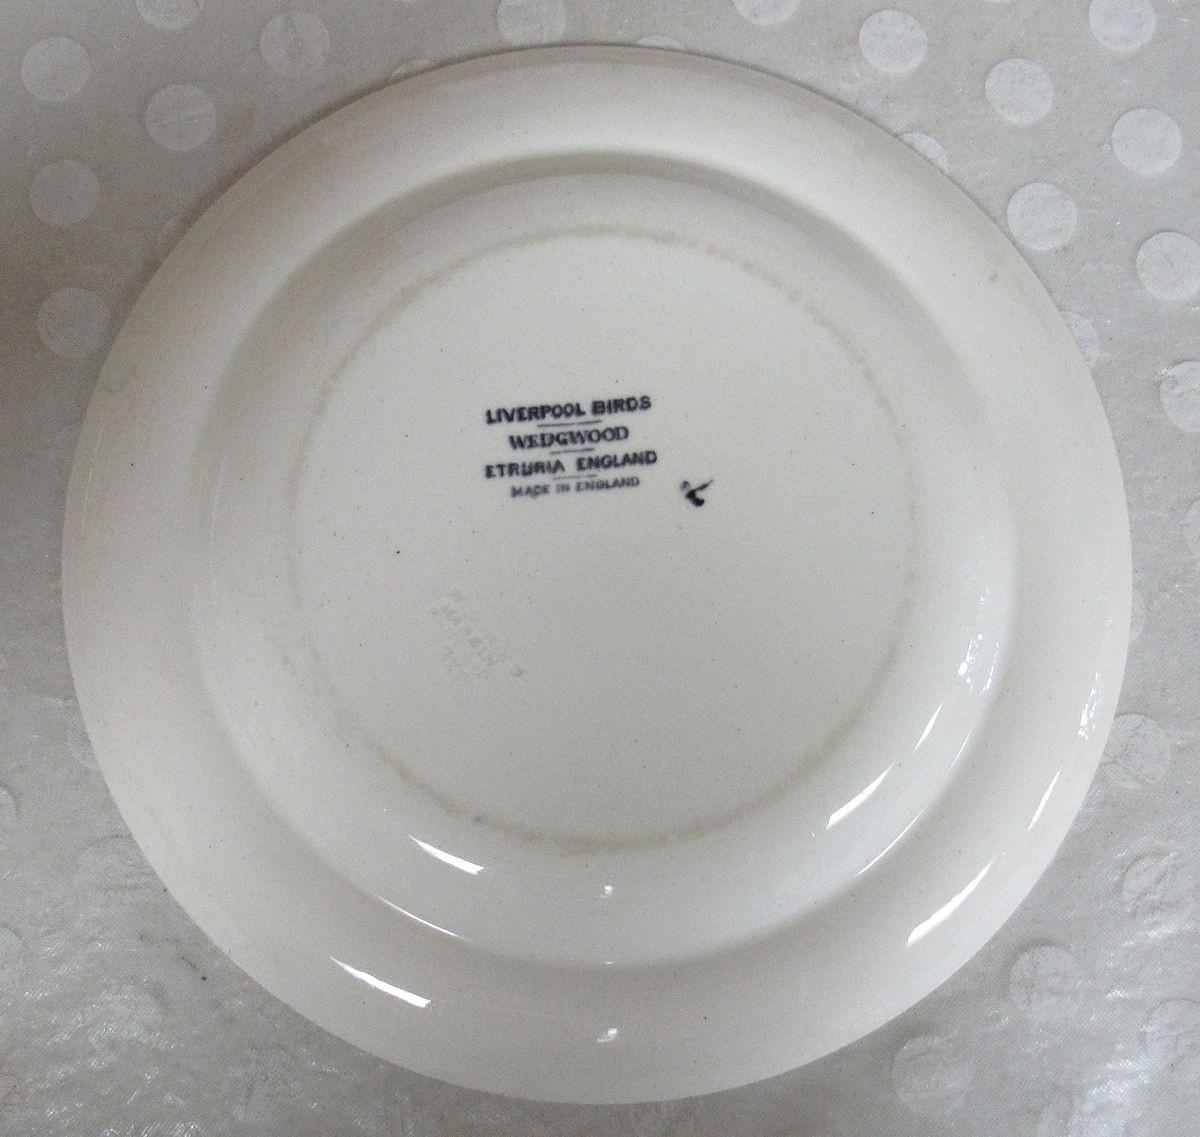 LIVERPOOL BIRDS
WEDGWOOD
ETRURIA ENGLAND
MADE IN ENGLAND